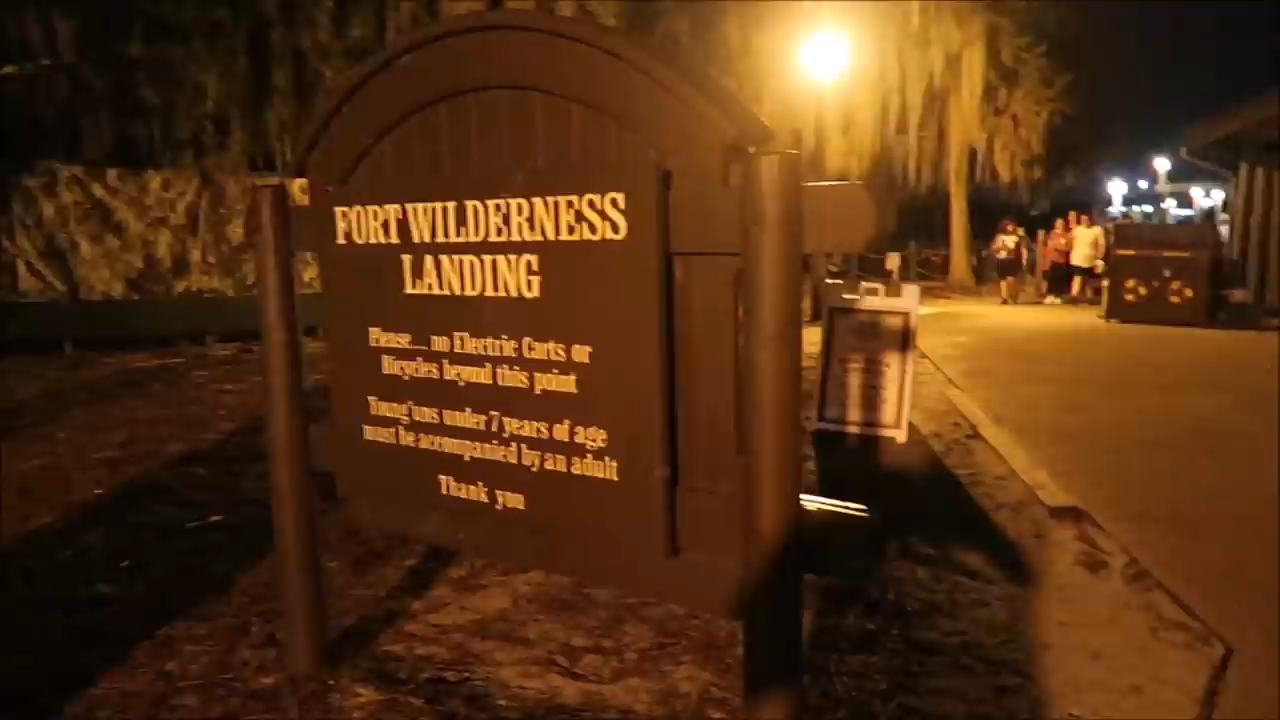 FORT WILDERNESS
LANDING
Please... no Electric Carts or
Bicycles beyond this point
Young'uns under 7 years of age
must be accompanied by an adult
Thank you